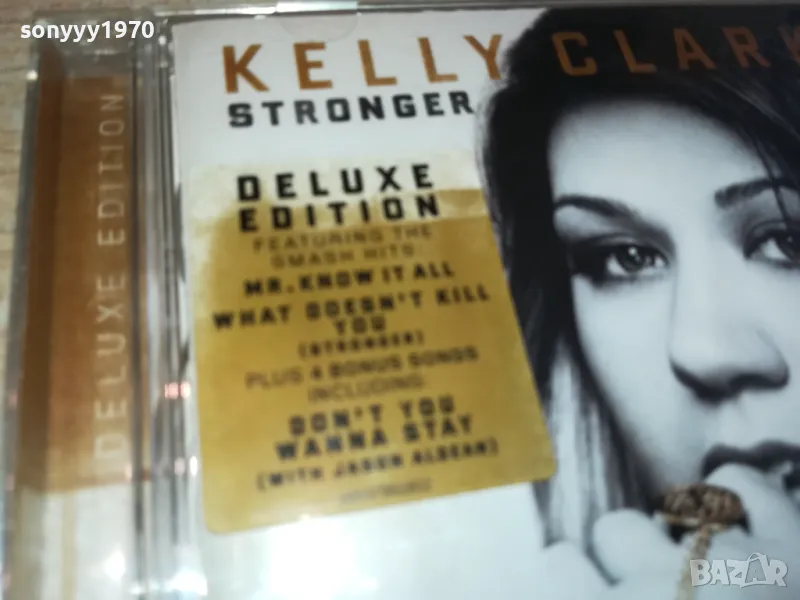 sonyyy1970
KELLY CLARK
STRONGER
DELUXE EDITION
DELUXE
EDITION
FEATURING THE
SMASH HITS
MR. KNOW IT ALL
WHAT DOESN'T KILL
YOU
(STRONGER)
PLUS 4 BONUS SONGS
INCLUDING
DON'T YOU
WANNA STAY
(WITH JASON ALDEAN)
BAZAR